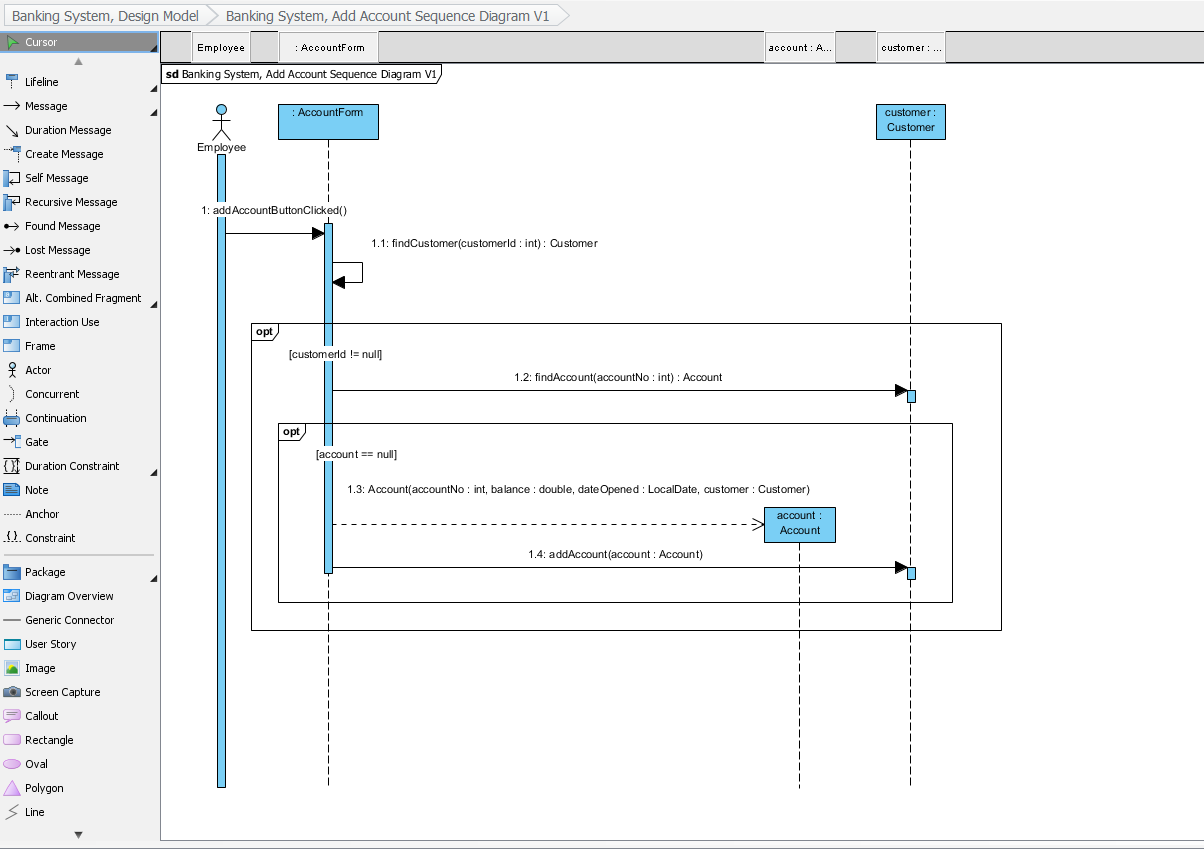 Banking System, Design Model
Banking System, Add Account Sequence Diagram V1
Cursor
Lifeline
Message
Duration Message
Create Message
Self Message
Recursive Message
Found Message
Lost Message
Reentrant Message
Alt. Combined Fragment
Interaction Use
Frame
Actor
Concurrent
Continuation
Gate
Duration Constraint
Note
Anchor
Constraint
Package
Diagram Overview
Generic Connector
User Story
Image
Screen Capture
Callout
Rectangle
Oval
Polygon
Line
Employee
: AccountForm
account : A...
customer : ...
sd Banking System, Add Account Sequence Diagram V1
: AccountForm
customer :
Customer
Employee
1: addAccountButtonClicked()
1.1: findCustomer(customerId : int) : Customer
opt
[customerId != null]
1.2: findAccount(accountNo : int) : Account
opt
[account == null]
1.3: Account(accountNo : int, balance : double, dateOpened : LocalDate, customer : Customer)
account :
Account
1.4: addAccount(account : Account)